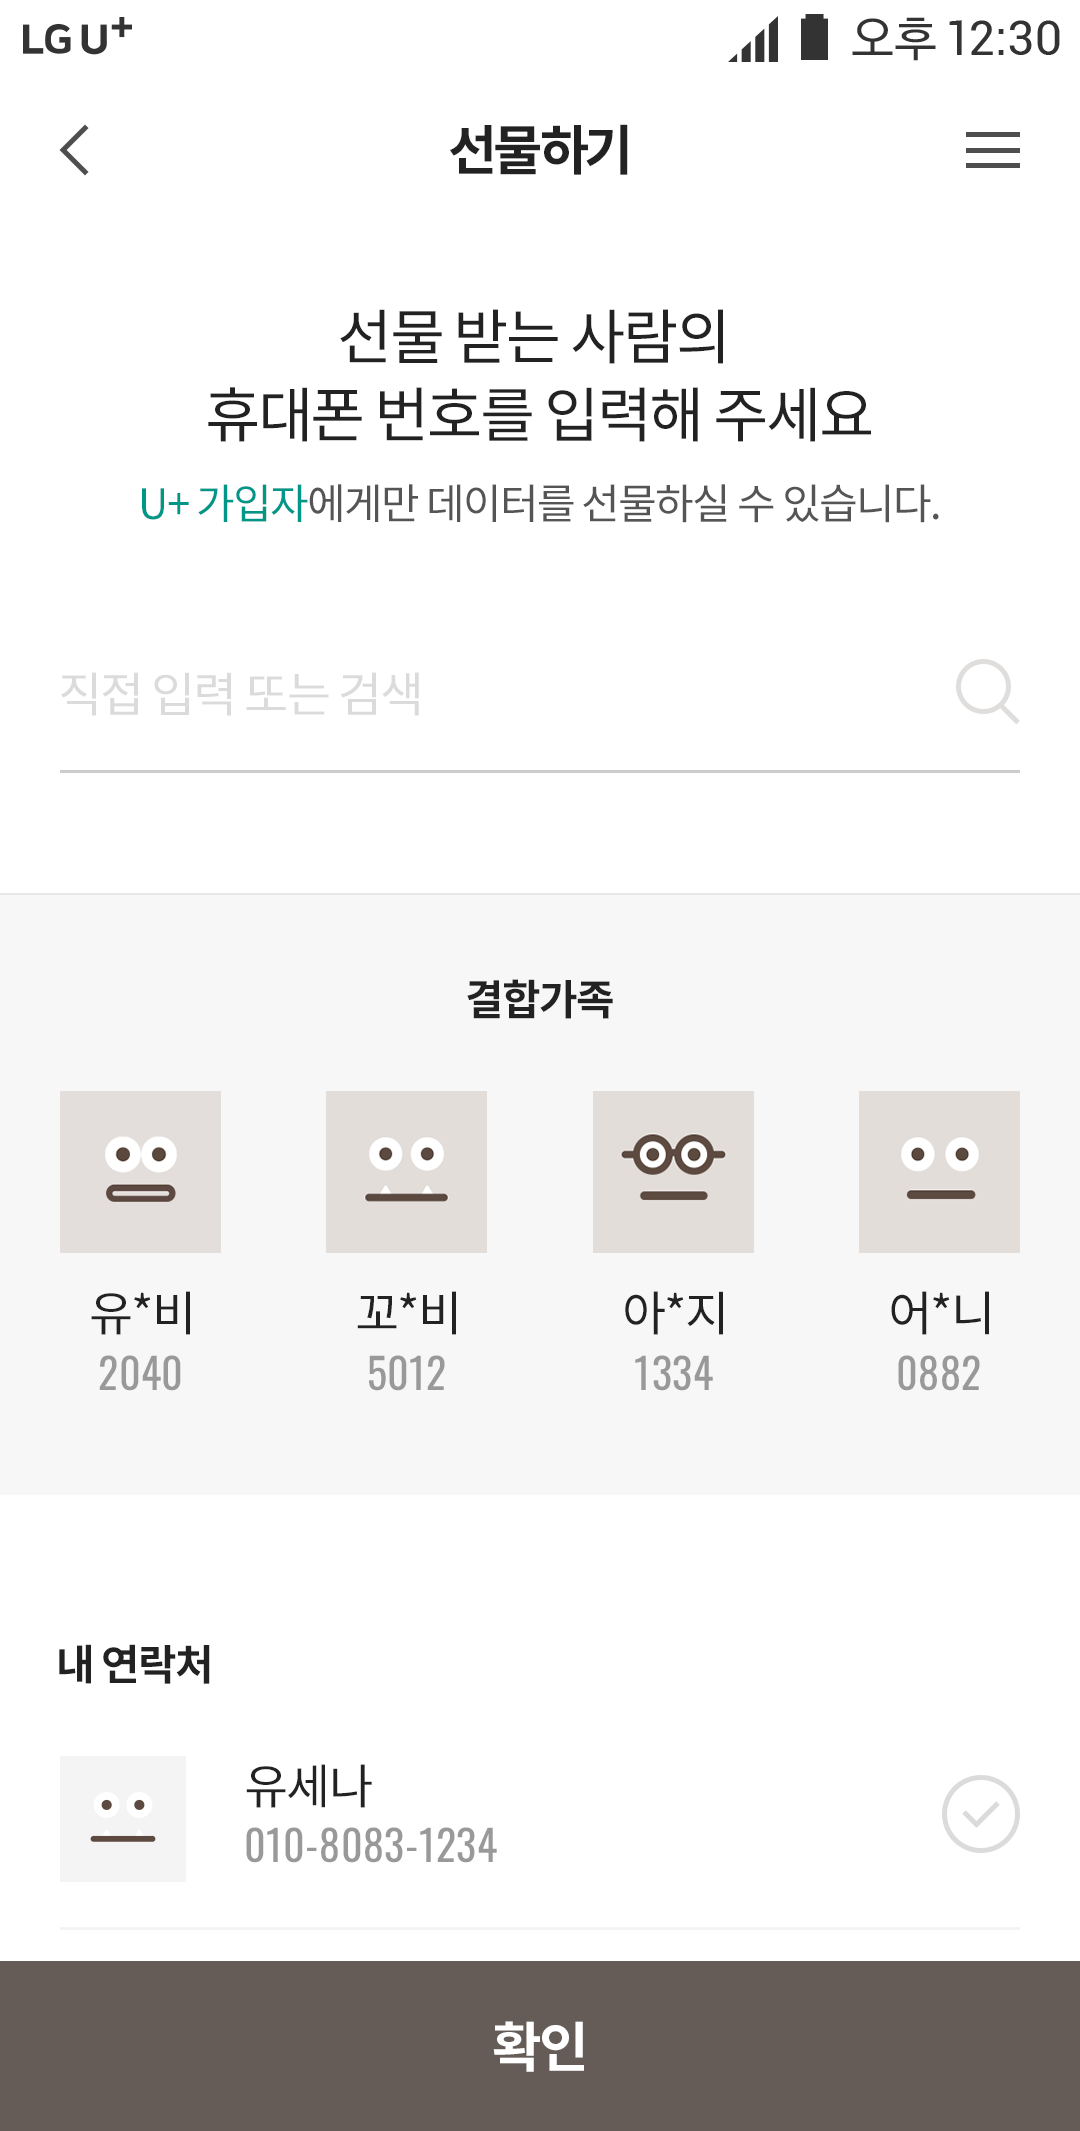 LG U+ 오후 12:30
선물하기
선물 받는 사람의
휴대폰 번호를 입력해 주세요
U+ 가입자에게만 데이터를 선물하실 수 있습니다.
직접 입력 또는 검색
결합가족
유*비 꼬*비 아*지 어*니
2040 5012 1334 0882
내 연락처
유세나
010-8083-1234
확인